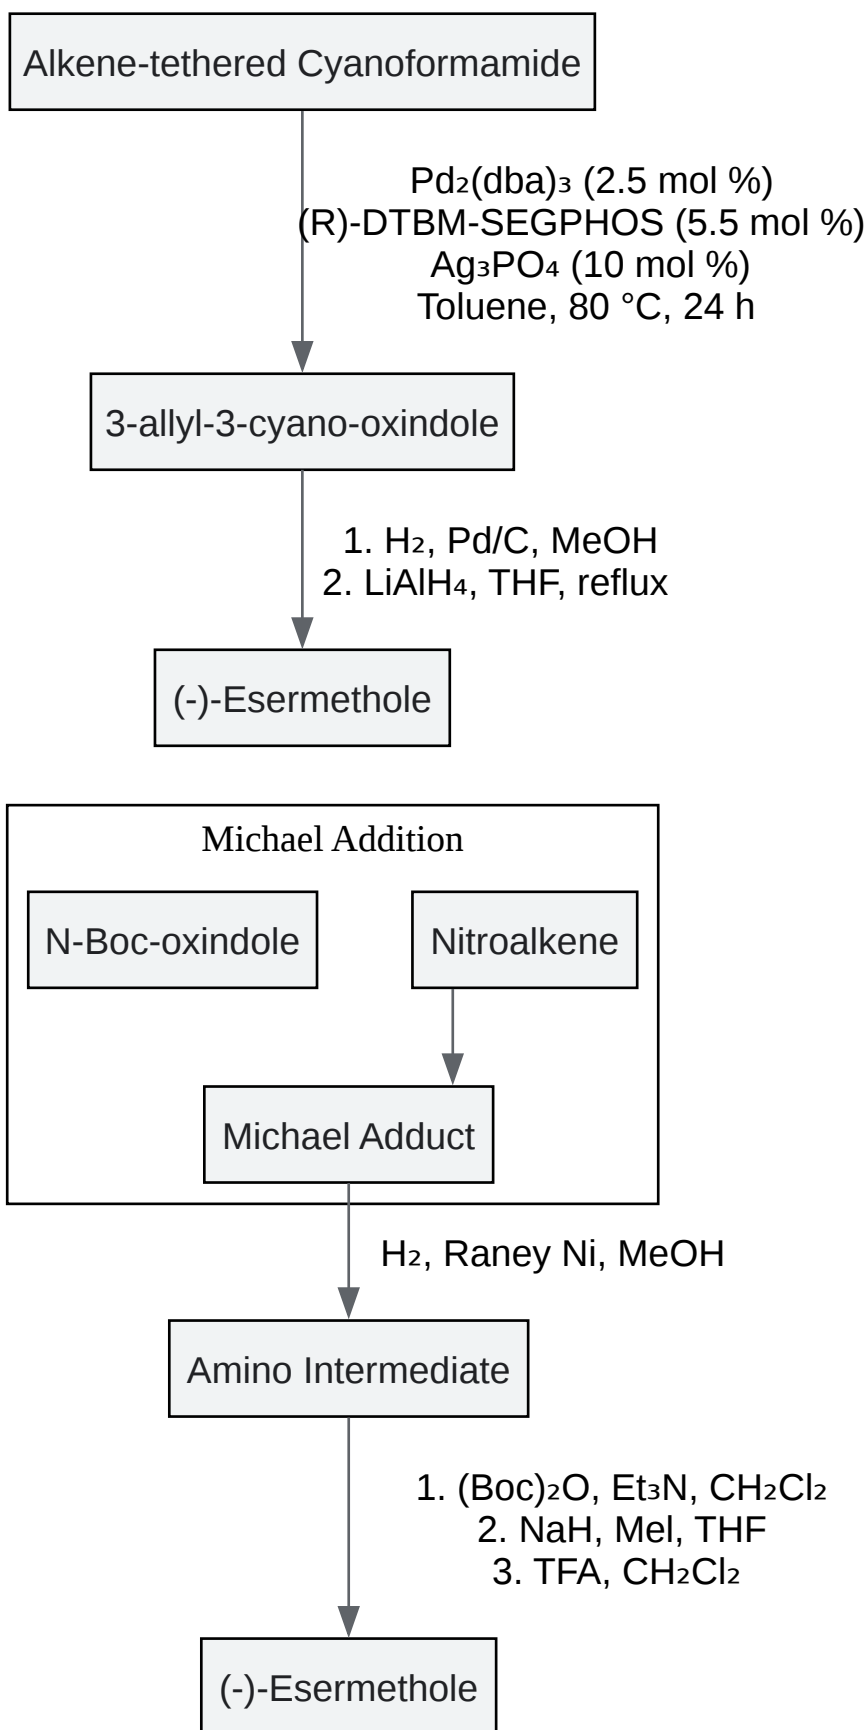 Alkene-tethered Cyanoformamide
Pd₂(dba)₃ (2.5 mol %)
(R)-DTBM-SEGPHOS (5.5 mol %)
Ag₃PO₄ (10 mol %)
Toluene, 80 °C, 24 h
3-allyl-3-cyano-oxindole
1. H₂, Pd/C, MeOH
2. LiAlH₄, THF, reflux
(-)-Esermethole
Michael Addition
N-Boc-oxindole
Nitroalkene
Michael Adduct
H₂, Raney Ni, MeOH
Amino Intermediate
1. (Boc)₂O, Et₃N, CH₂Cl₂
2. NaH, MeI, THF
3. TFA, CH₂Cl₂
(-)-Esermethole